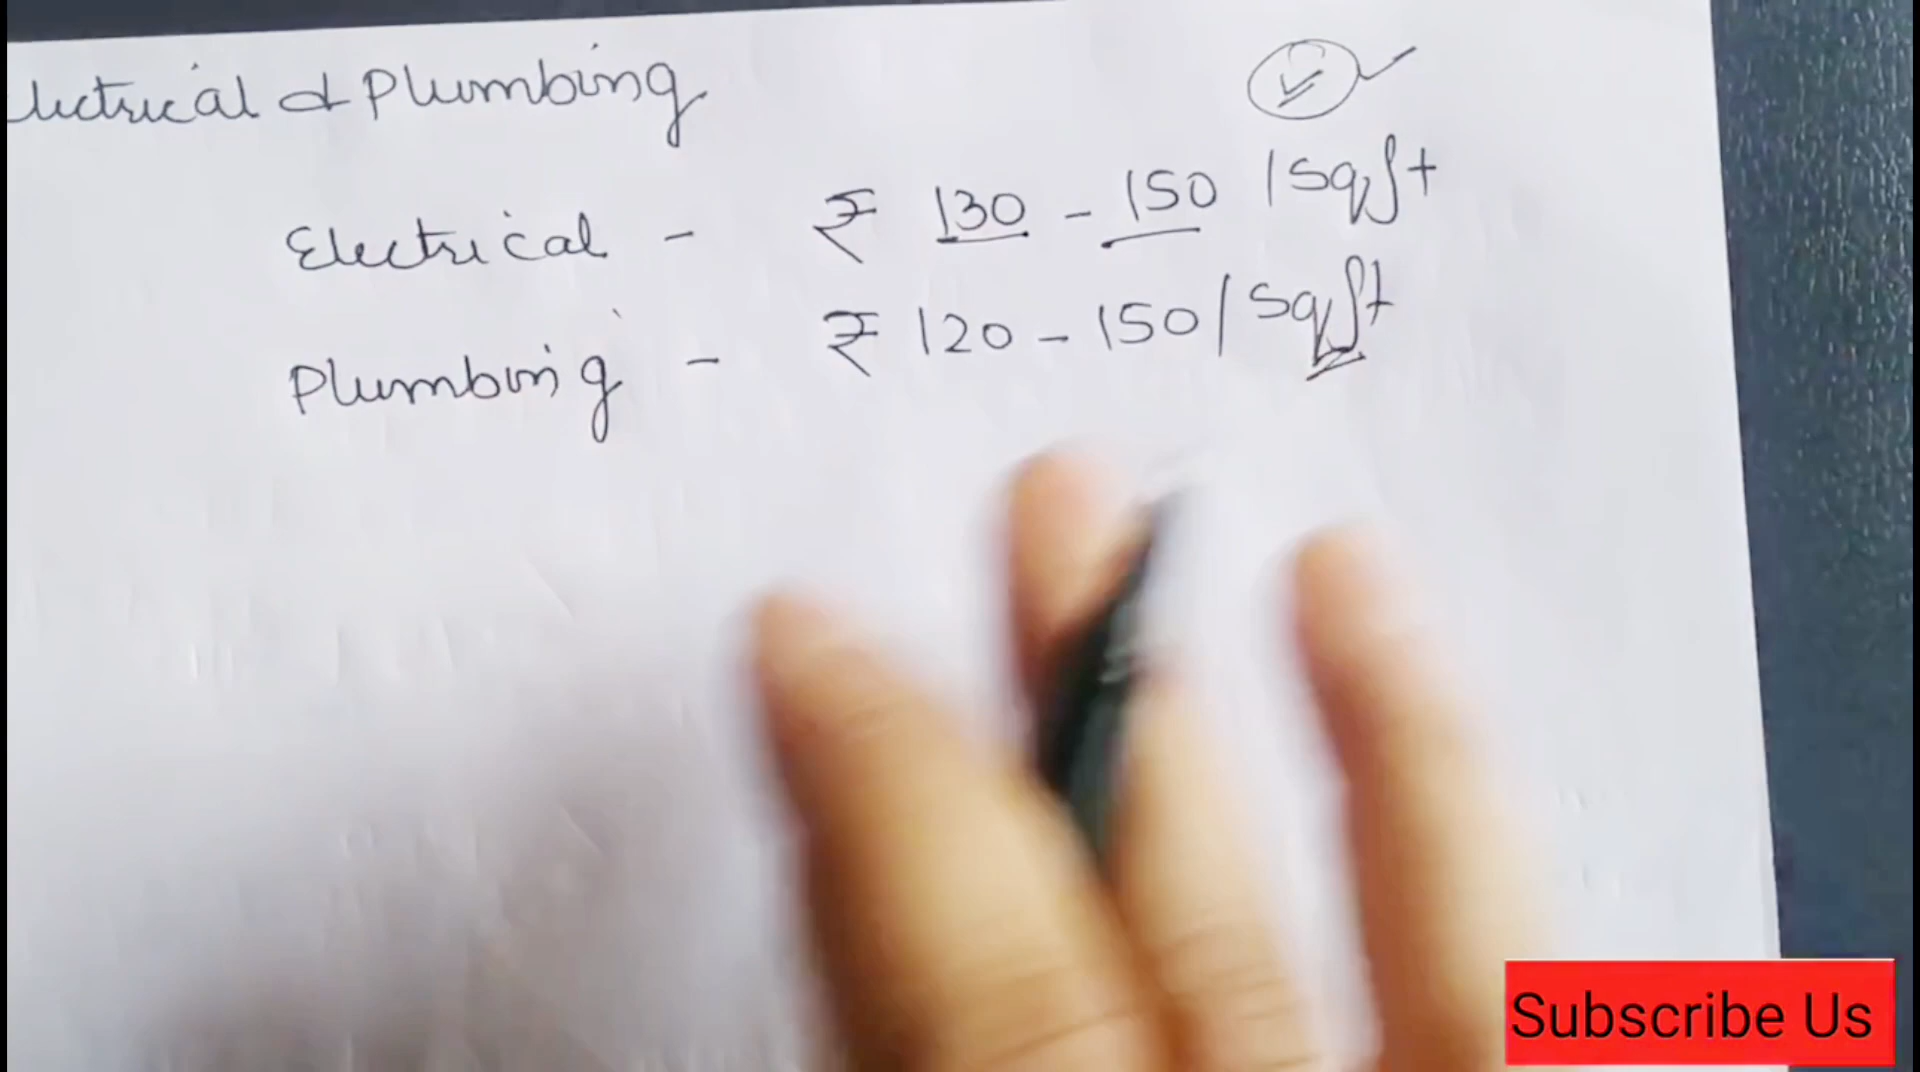 lectrical & Plumbing
Electrical - ₹ 130 - 150 / Sqft
Plumbing - ₹ 120 - 150 / Sqft
Subscribe Us